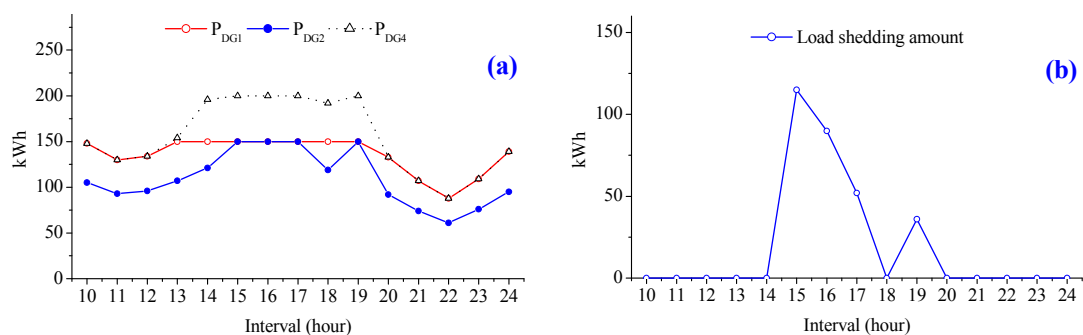 P_DG1 P_DG2 P_DG4
(a)
250
200
150
100
50
0
kWh
10 11 12 13 14 15 16 17 18 19 20 21 22 23 24
Interval (hour)
Load shedding amount
(b)
150
100
50
0
kWh
10 11 12 13 14 15 16 17 18 19 20 21 22 23 24
Interval (hour)